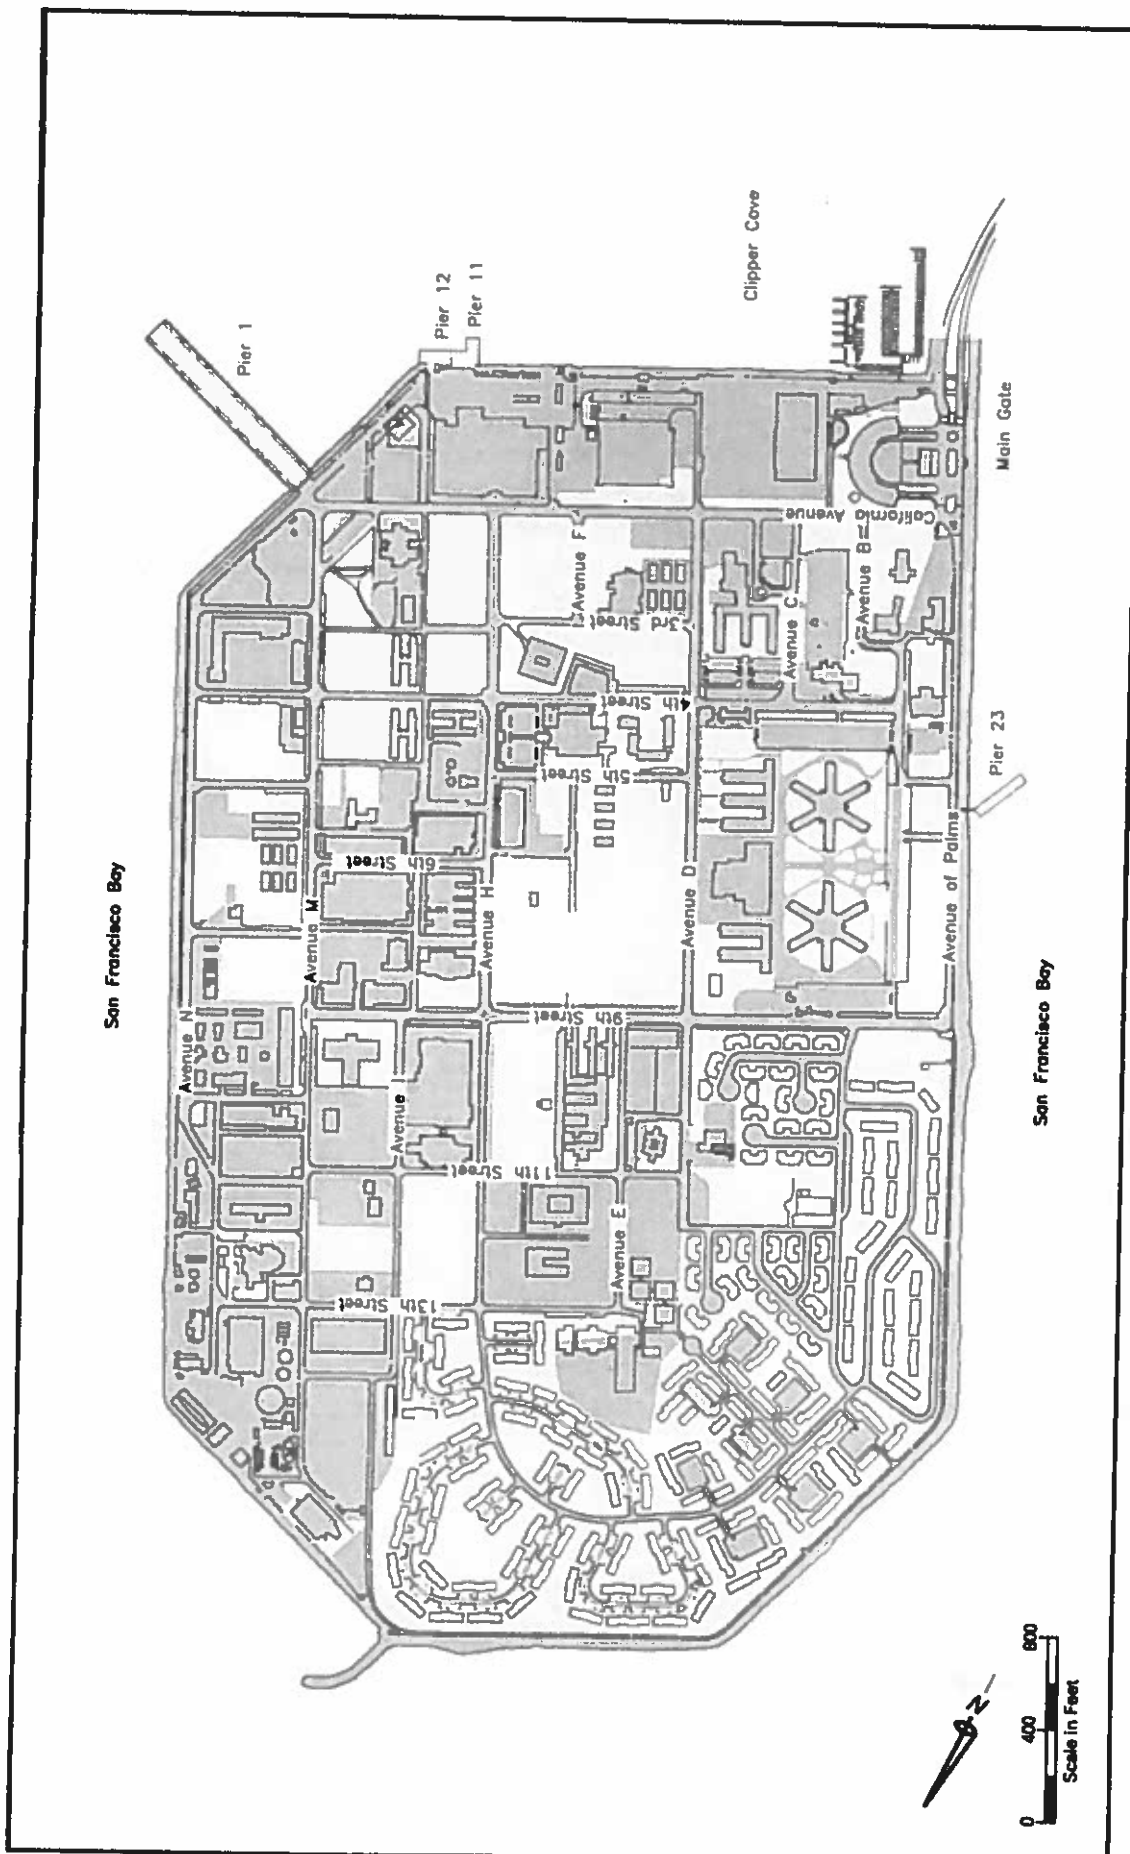 San Francisco Bay
Pier 1
Pier 12
Pier 11
Clipper Cove
Main Gate
California Avenue
Avenue F
3rd Street
Avenue C
Avenue B
4th Street
5th Street
Pier 23
6th Street
Avenue M
Avenue H
Avenue D
Avenue of Palms
Avenue N
9th Street
Avenue I
11th Street
Avenue E
13th Street
San Francisco Bay
N
0 400 800
Scale in Feet